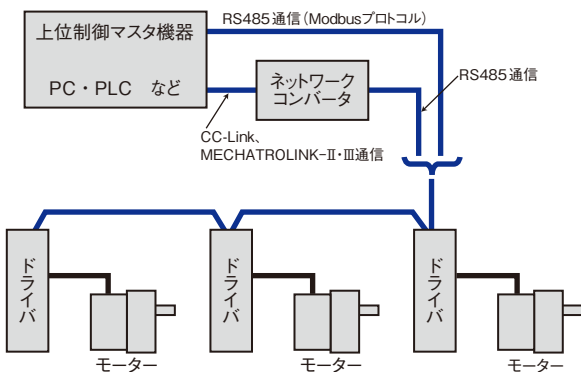 RS485通信(Modbusプロトコル)
上位制御マスタ機器
PC・PLC など
ネットワーク
コンバータ
RS485通信
CC-Link、
MECHATROLINK-Ⅱ・Ⅲ通信
ドライバ
モーター
ドライバ
モーター
ドライバ
モーター